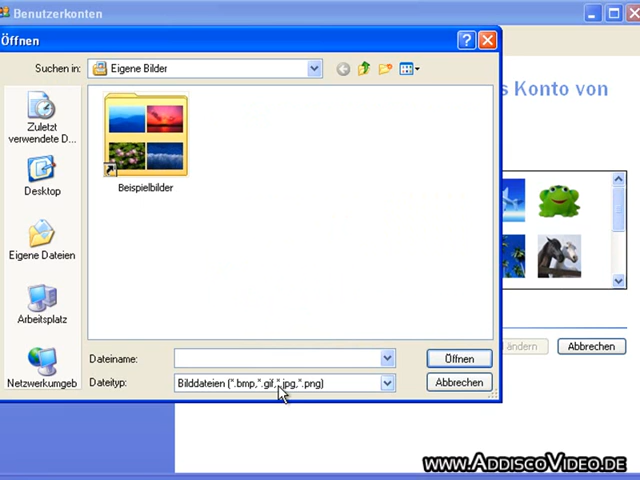 Benutzerkonten
Öffnen
Suchen in:
Eigene Bilder
s Konto von
Zuletzt
verwendete D...
Desktop
Eigene Dateien
Arbeitsplatz
Netzwerkumgeb
Beispielbilder
Dateiname:
Öffnen
Dateityp:
Bilddateien (*.bmp,*.gif,*.jpg,*.png)
Abbrechen
ändern
Abbrechen
www.AddiscoVideo.de